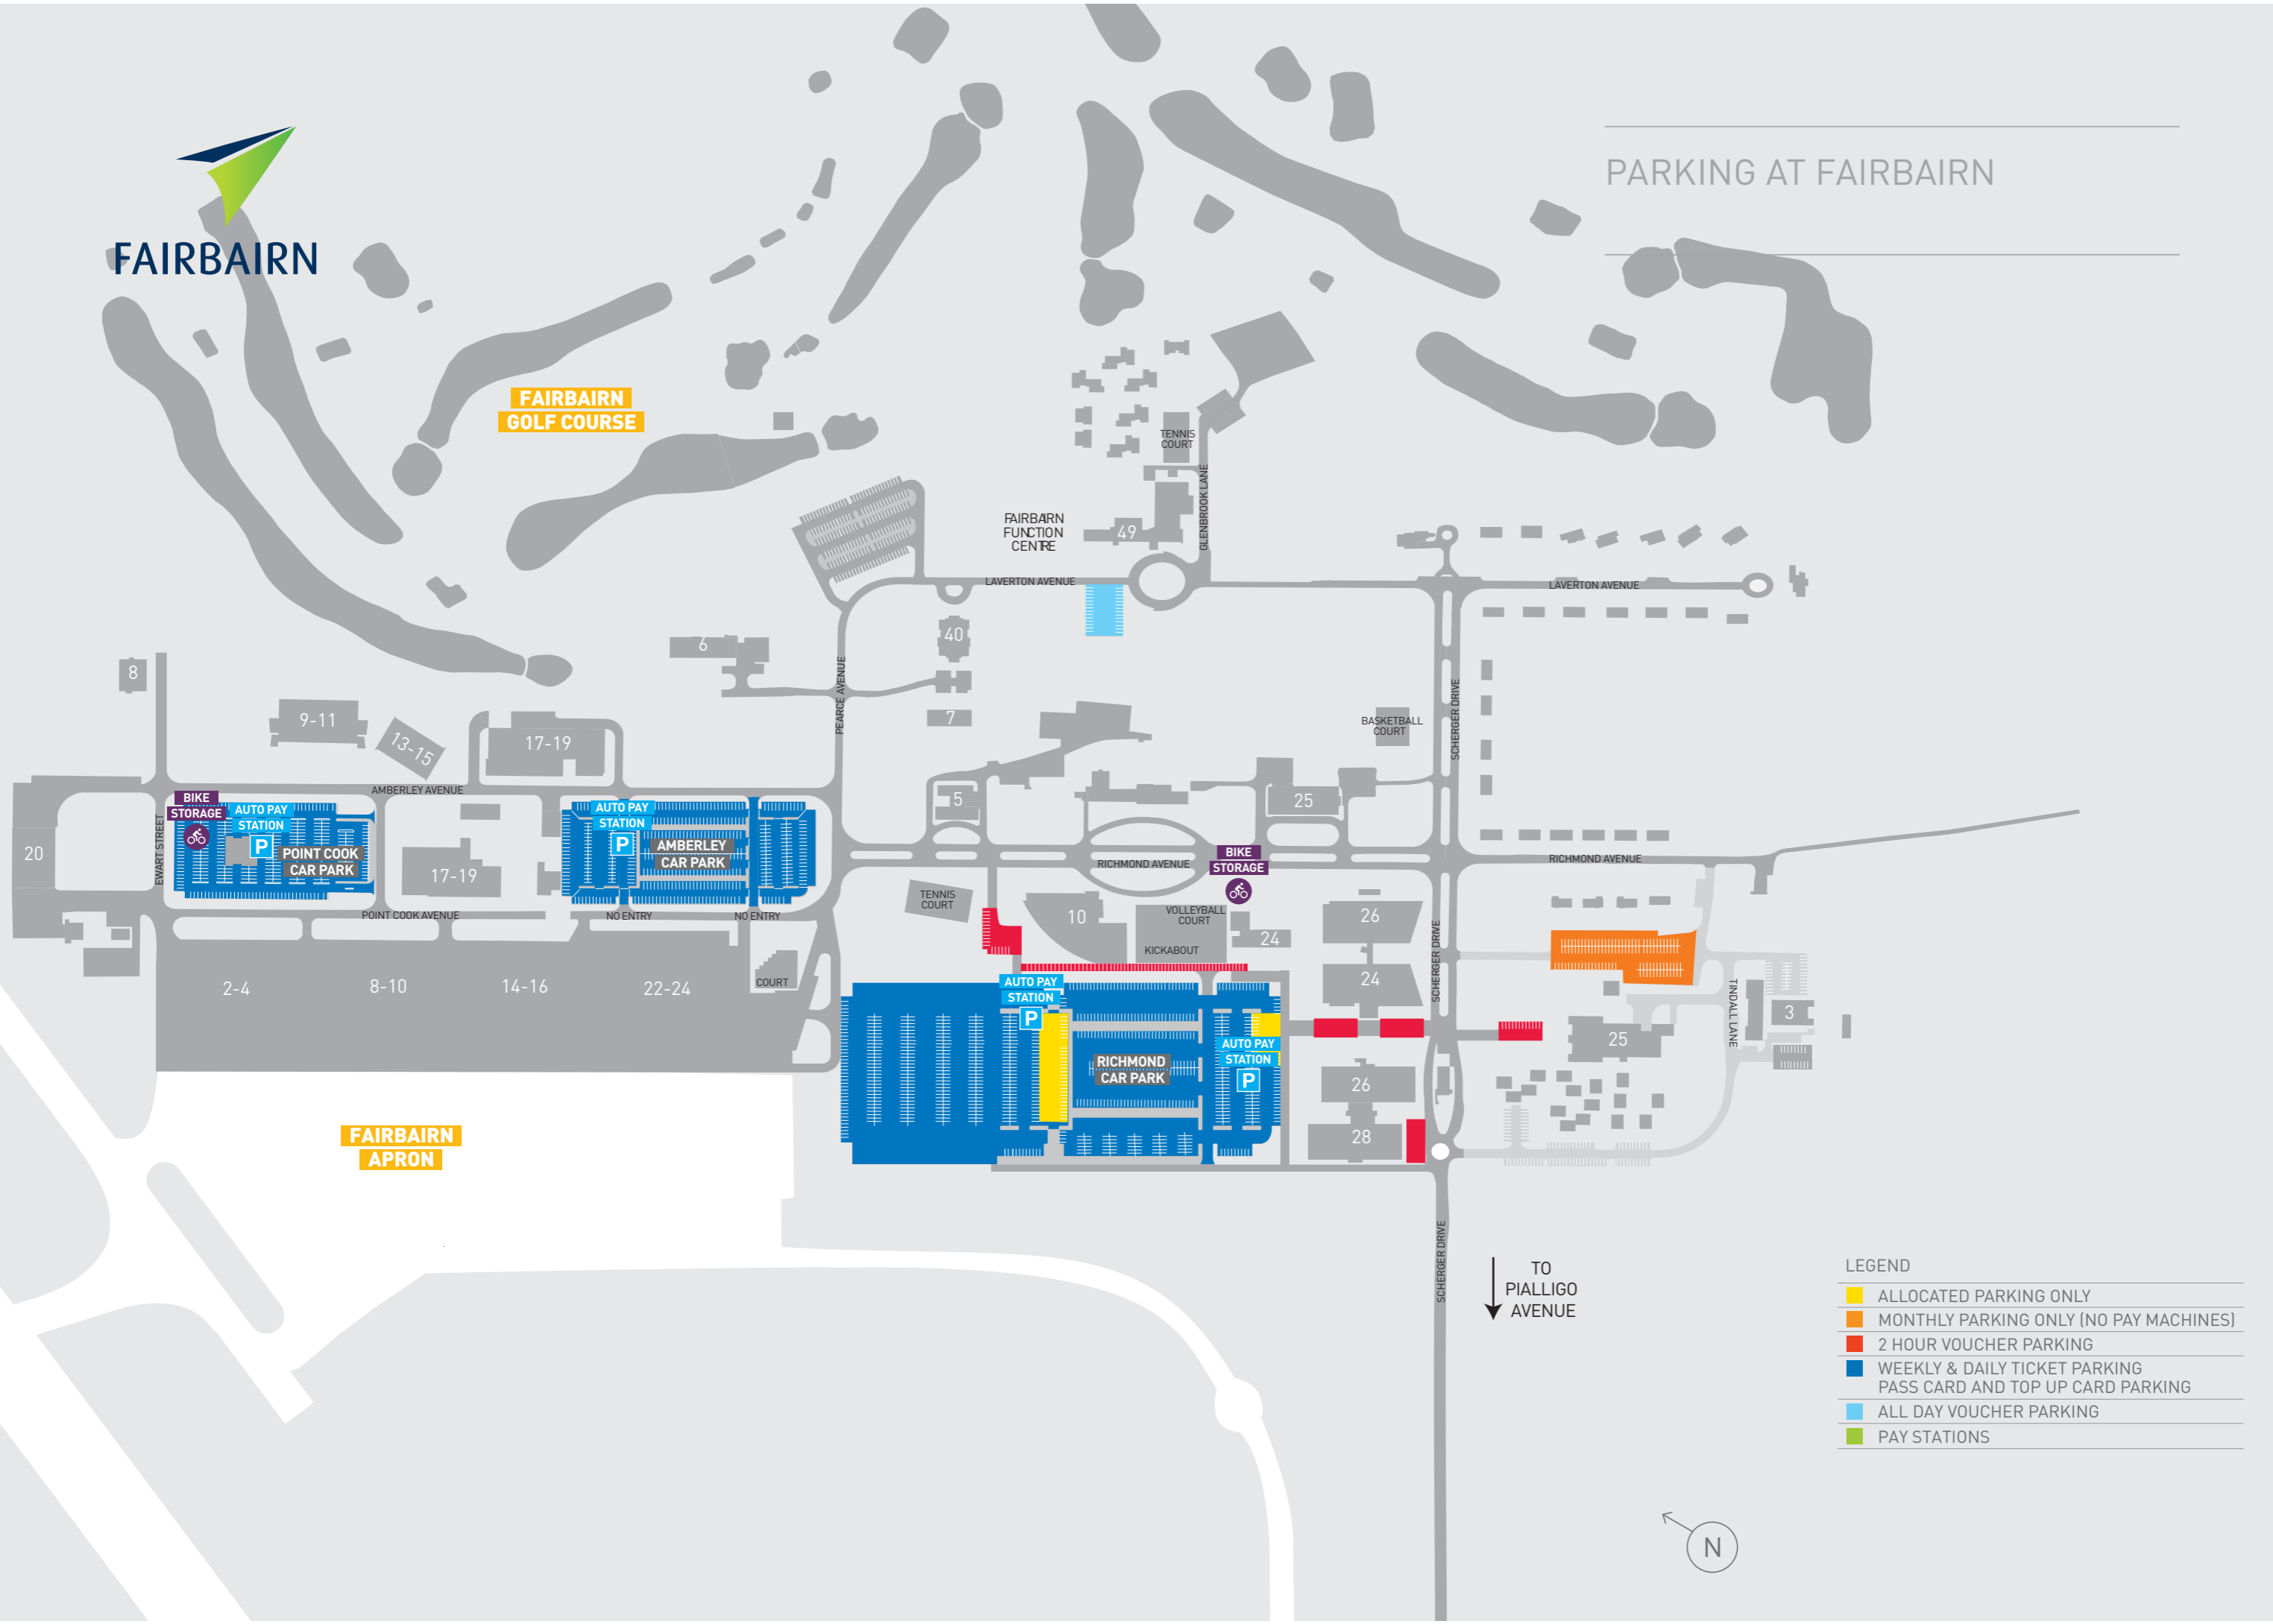 PARKING AT FAIRBAIRN
FAIRBAIRN
FAIRBAIRN
GOLF COURSE
TENNIS
COURT
GLENBROOK LANE
FAIRBAIRN
FUNCTION
CENTRE
49
LAVERTON AVENUE
LAVERTON AVENUE
6
40
8
PEARCE AVENUE
SCHERGER DRIVE
7
9-11
13-15
17-19
BASKETBALL
COURT
AMBERLEY AVENUE
BIKE
STORAGE
AUTO PAY
STATION
P
POINT COOK
CAR PARK
EWART STREET
20
17-19
AUTO PAY
STATION
P
AMBERLEY
CAR PARK
5
25
RICHMOND AVENUE
BIKE
STORAGE
RICHMOND AVENUE
POINT COOK AVENUE
NO ENTRY
NO ENTRY
TENNIS
COURT
10
VOLLEYBALL
COURT
KICKABOUT
24
26
SCHERGER DRIVE
COURT
2-4
8-10
14-16
22-24
AUTO PAY
STATION
P
24
TINDALL LANE
3
25
RICHMOND
CAR PARK
AUTO PAY
STATION
P
26
28
FAIRBAIRN
APRON
SCHERGER DRIVE
TO
PIALLIGO
AVENUE
LEGEND
ALLOCATED PARKING ONLY
MONTHLY PARKING ONLY (NO PAY MACHINES)
2 HOUR VOUCHER PARKING
WEEKLY & DAILY TICKET PARKING
PASS CARD AND TOP UP CARD PARKING
ALL DAY VOUCHER PARKING
PAY STATIONS
N